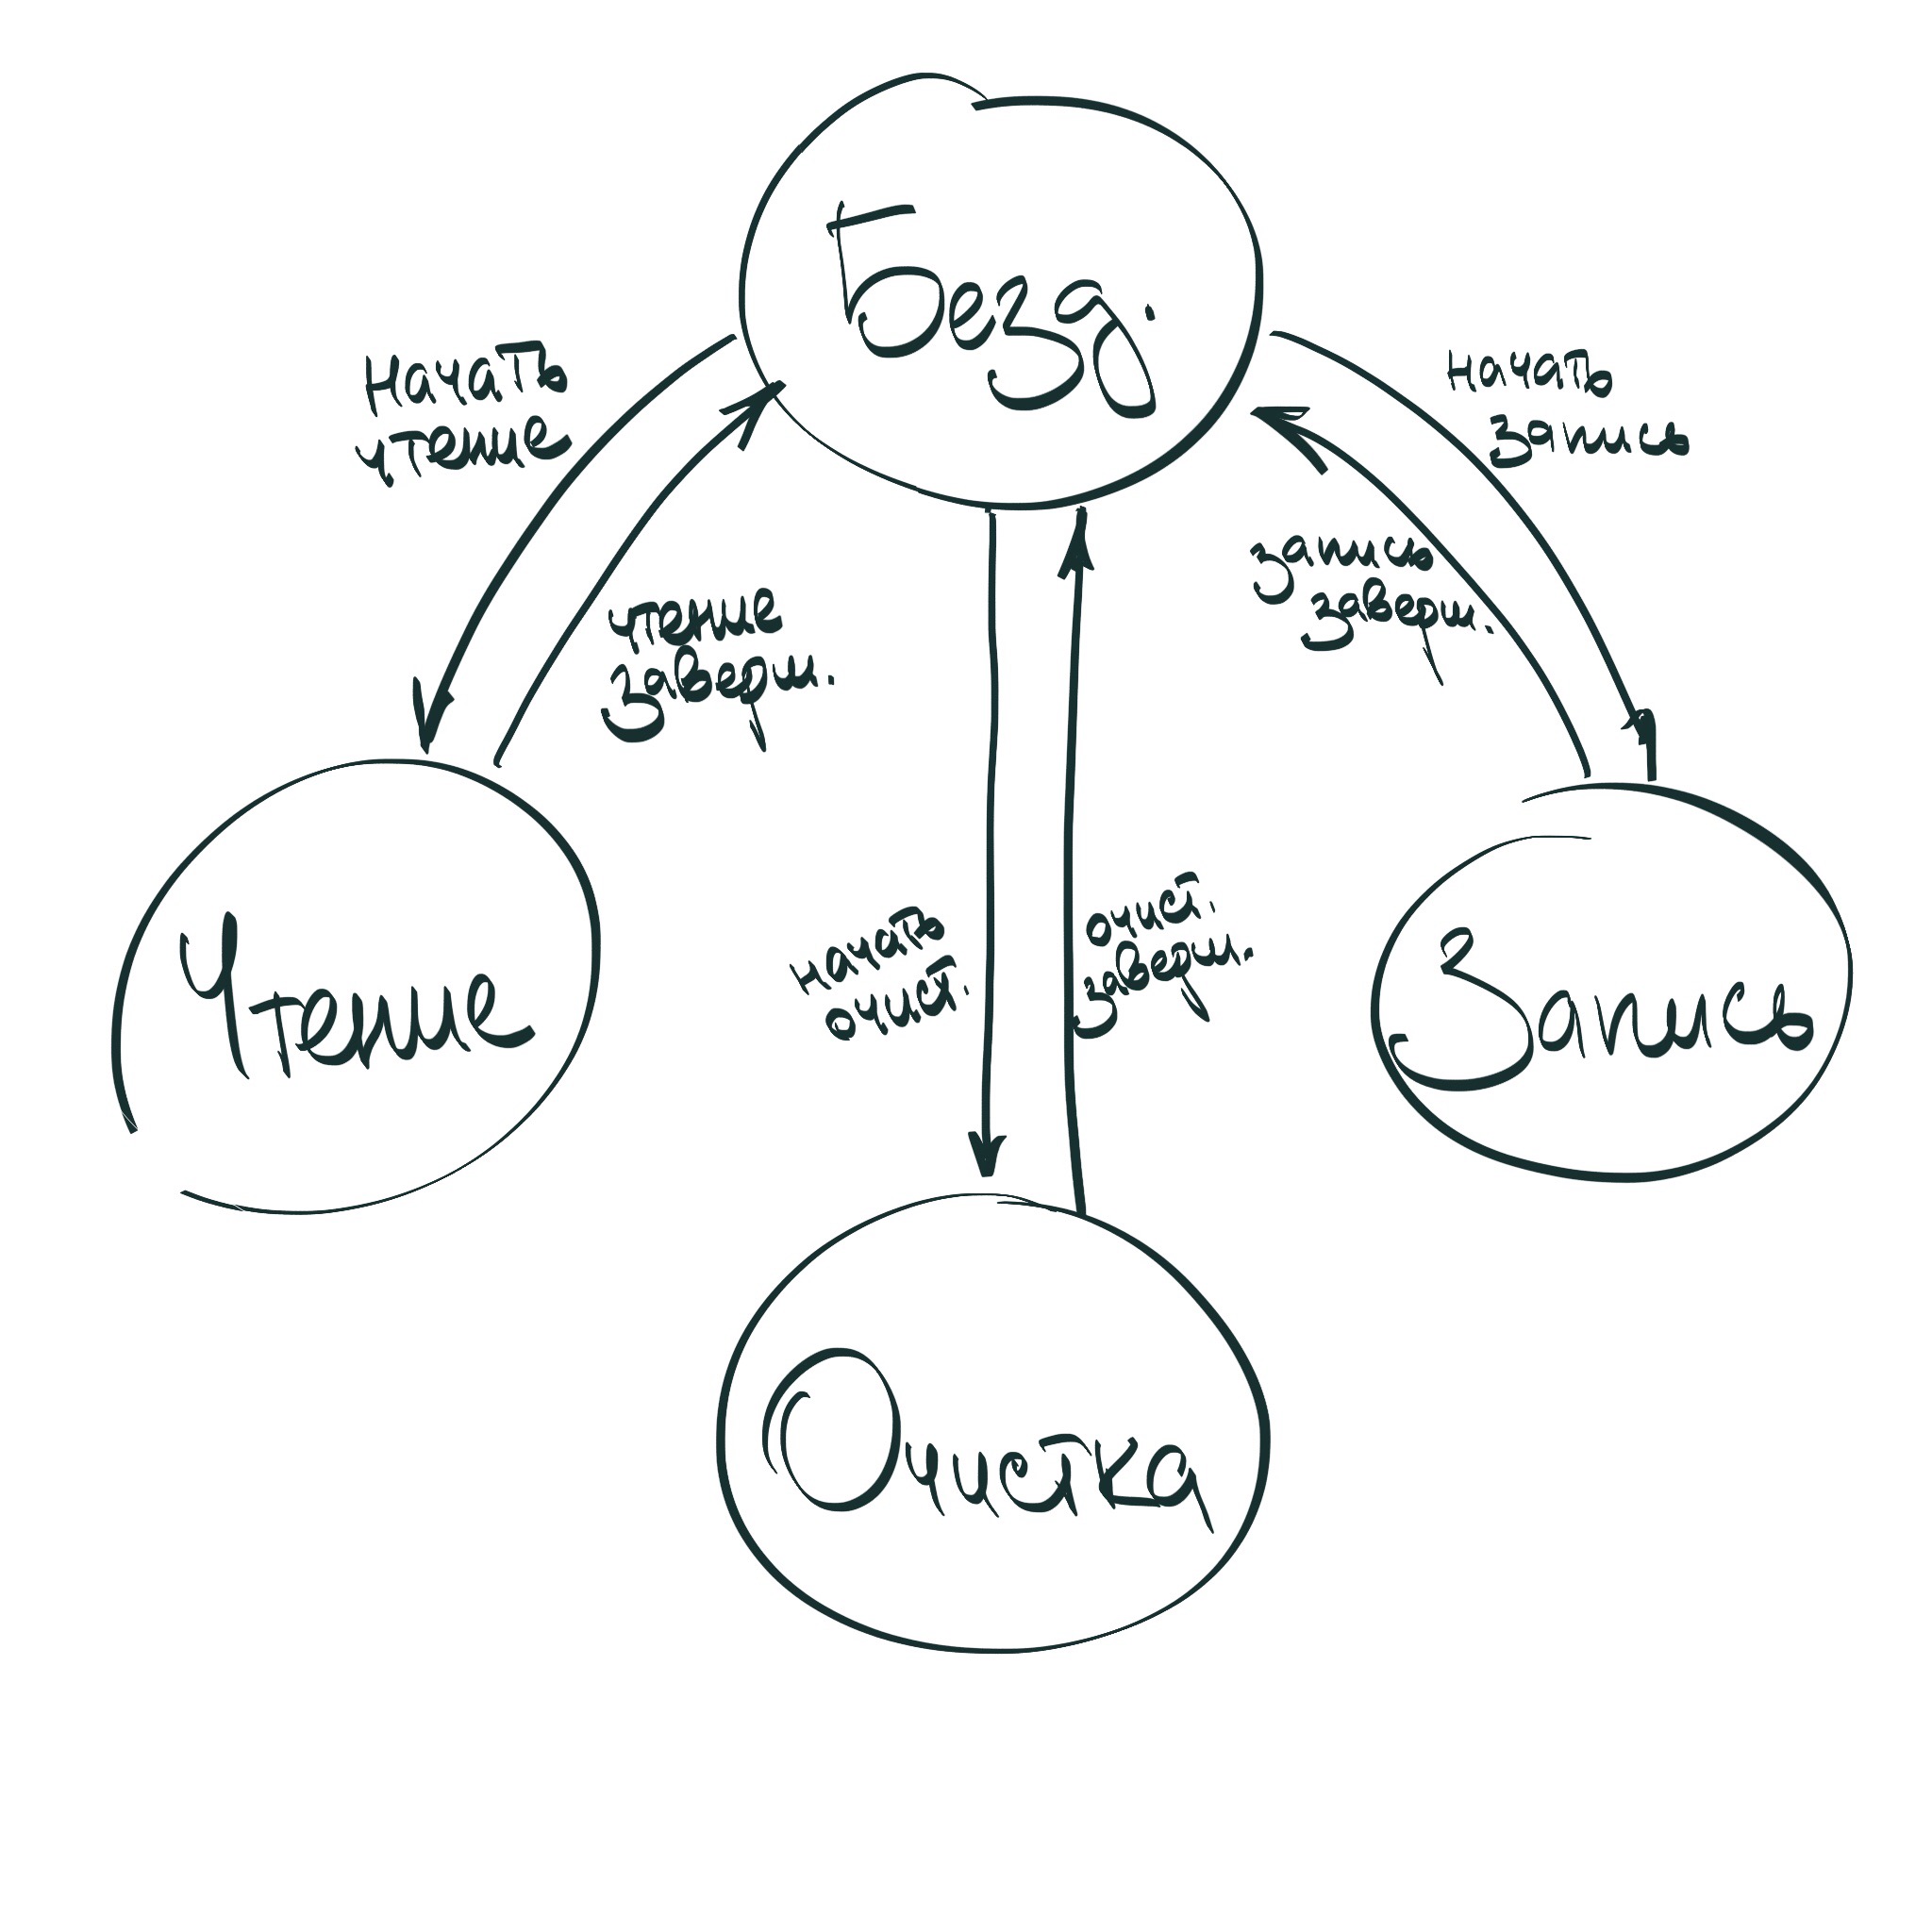 Безд.
Начать
чтение
начать
запись
запись
заверш.
чтение
заверш.
начать
очист.
очист.
заверш.
Чтение
Запись
Очистка